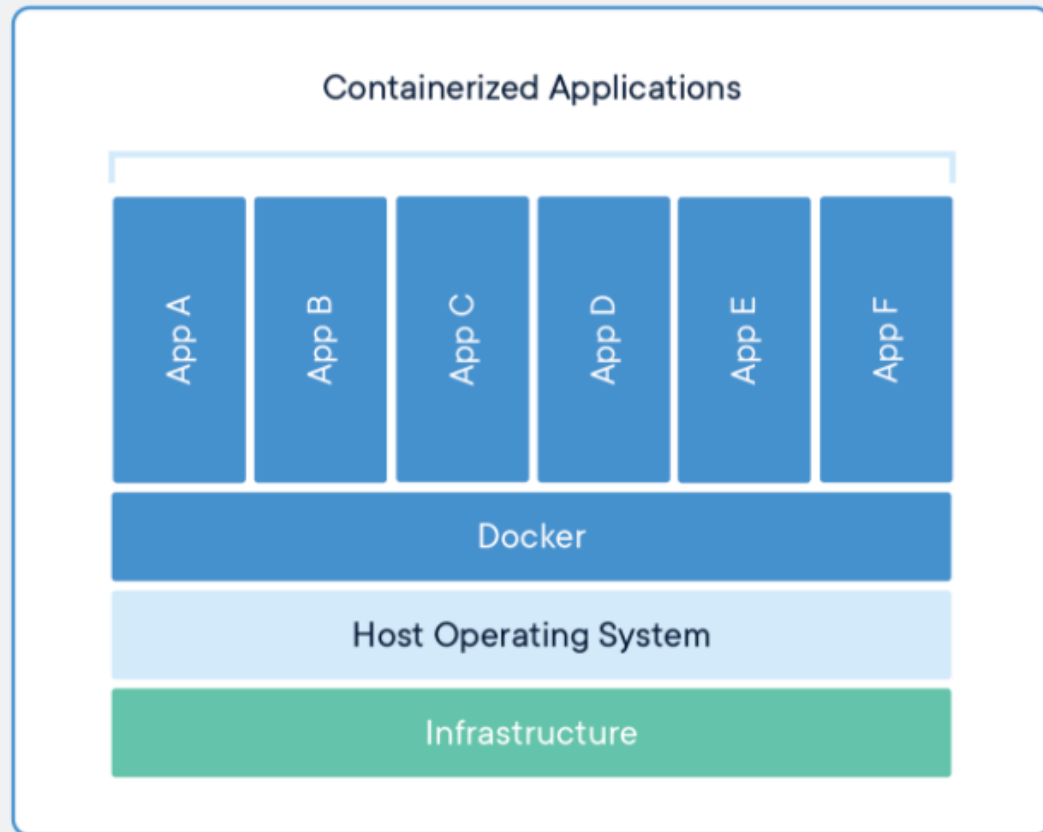 Containerized Applications
App A
App B
App C
App D
App E
App F
Docker
Host Operating System
Infrastructure